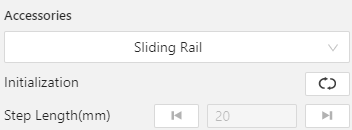 Accessories
Sliding Rail
Initialization
Step Length(mm) 20